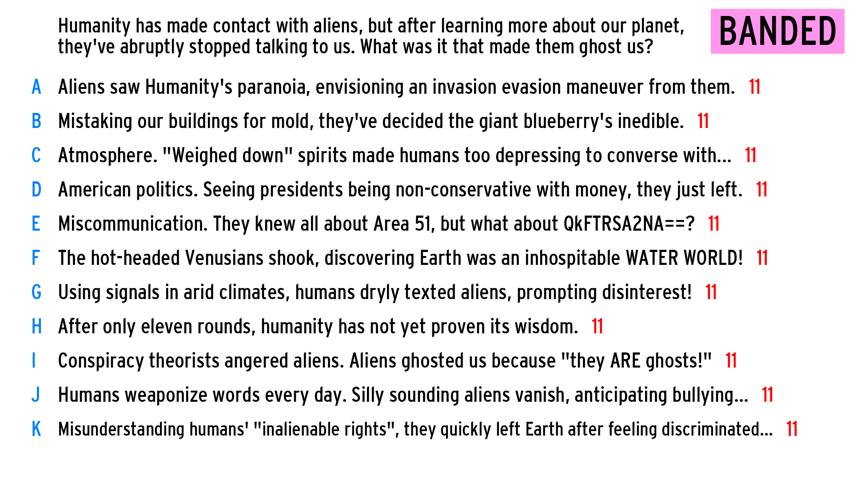 Humanity has made contact with aliens, but after learning more about our planet,
they've abruptly stopped talking to us. What was it that made them ghost us?
BANDED
A Aliens saw Humanity's paranoia, envisioning an invasion evasion maneuver from them. 11
B Mistaking our buildings for mold, they've decided the giant blueberry's inedible. 11
C Atmosphere. "Weighed down" spirits made humans too depressing to converse with... 11
D American politics. Seeing presidents being non-conservative with money, they just left. 11
E Miscommunication. They knew all about Area 51, but what about QkFTRSA2NA==? 11
F The hot-headed Venusians shook, discovering Earth was an inhospitable WATER WORLD! 11
G Using signals in arid climates, humans dryly texted aliens, prompting disinterest! 11
H After only eleven rounds, humanity has not yet proven its wisdom. 11
I Conspiracy theorists angered aliens. Aliens ghosted us because "they ARE ghosts!" 11
J Humans weaponize words every day. Silly sounding aliens vanish, anticipating bullying... 11
K Misunderstanding humans' "inalienable rights", they quickly left Earth after feeling discriminated... 11